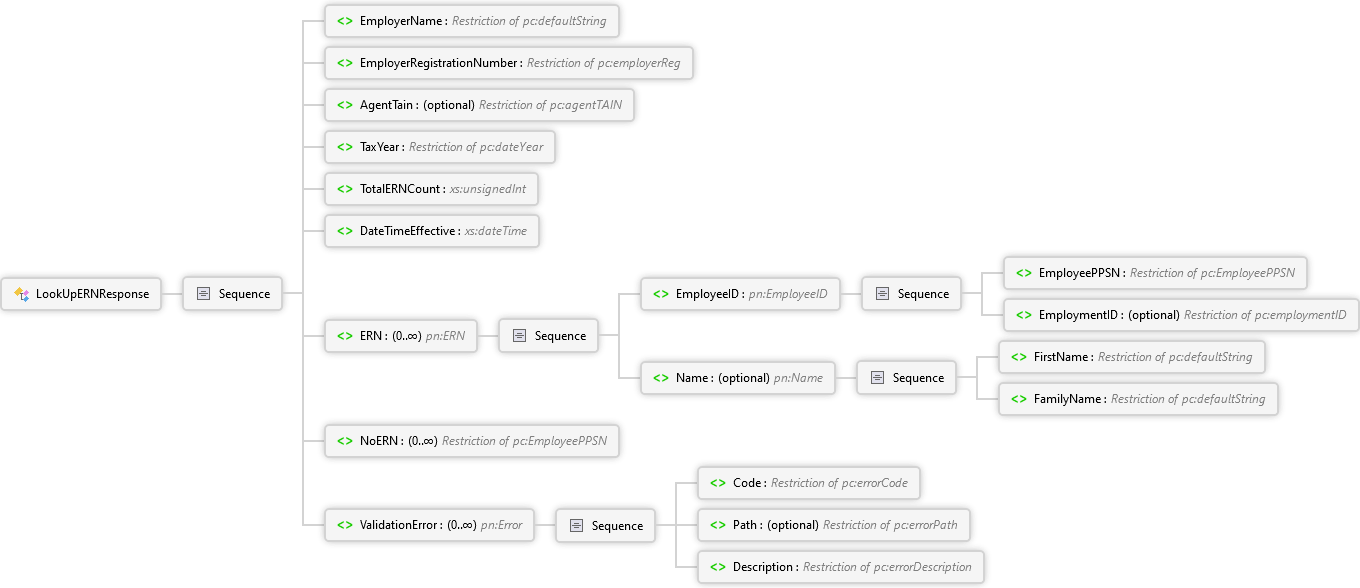 <> EmployerName : Restriction of pc:defaultString
<> EmployerRegistrationNumber : Restriction of pc:employerReg
<> AgentTain : (optional) Restriction of pc:agentTAIN
<> TaxYear : Restriction of pc:dateYear
<> TotalERNCount : xs:unsignedInt
<> DateTimeEffective : xs:dateTime
LookUpERNResponse
Sequence
<> ERN : (0..∞) pn:ERN
Sequence
<> EmployeeID : pn:EmployeeID
Sequence
<> EmployeePPSN : Restriction of pc:EmployeePPSN
<> EmploymentID : (optional) Restriction of pc:employmentID
<> Name : (optional) pn:Name
Sequence
<> FirstName : Restriction of pc:defaultString
<> FamilyName : Restriction of pc:defaultString
<> NoERN : (0..∞) Restriction of pc:EmployeePPSN
<> ValidationError : (0..∞) pn:Error
Sequence
<> Code : Restriction of pc:errorCode
<> Path : (optional) Restriction of pc:errorPath
<> Description : Restriction of pc:errorDescription